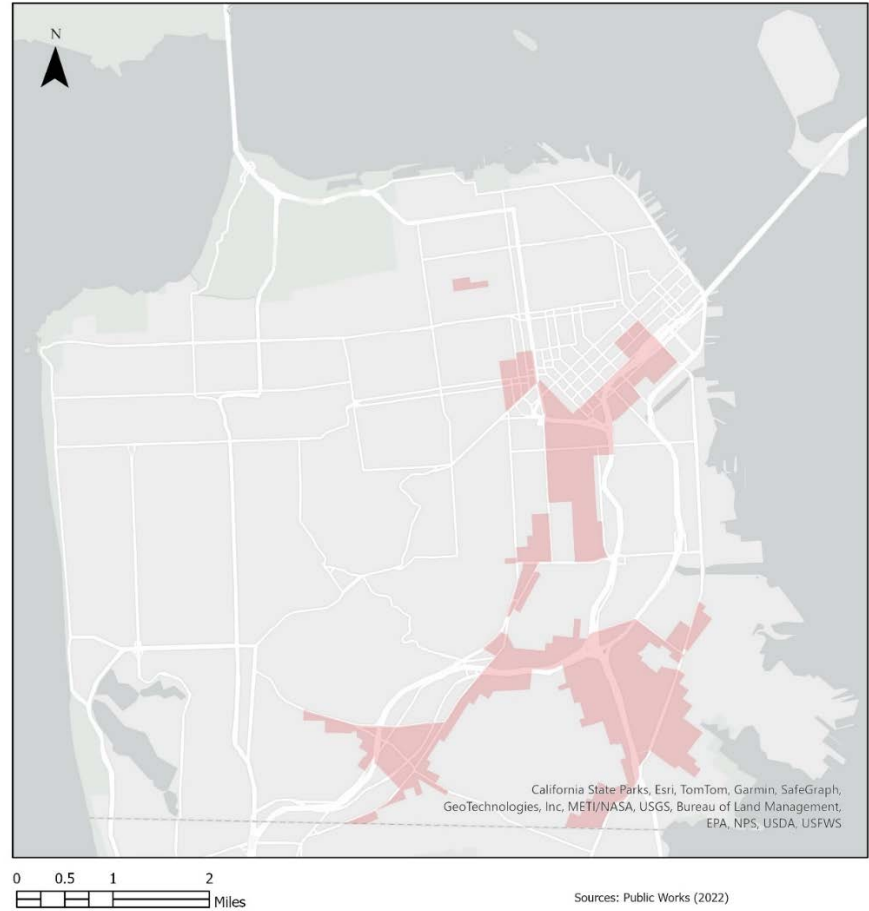 N
California State Parks, Esri, TomTom, Garmin, SafeGraph,
GeoTechnologies, Inc, METI/NASA, USGS, Bureau of Land Management,
EPA, NPS, USDA, USFWS
0 0.5 1 2
Miles
Sources: Public Works (2022)